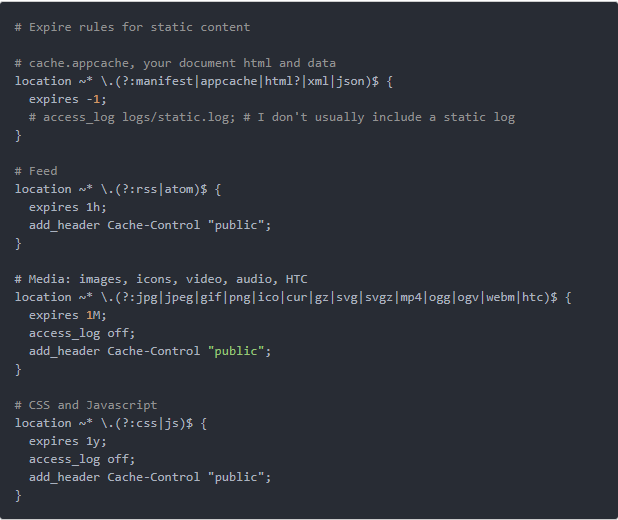 # Expire rules for static content
# cache.appcache, your document html and data
location ~* \.(?:manifest|appcache|html?|xml|json)$ {
  expires -1;
  # access_log logs/static.log; # I don't usually include a static log
}
# Feed
location ~* \.(?:rss|atom)$ {
  expires 1h;
  add_header Cache-Control "public";
}
# Media: images, icons, video, audio, HTC
location ~* \.(?:jpg|jpeg|gif|png|ico|cur|gz|svg|svgz|mp4|ogg|ogv|webm|htc)$ {
  expires 1M;
  access_log off;
  add_header Cache-Control "public";
}
# CSS and Javascript
location ~* \.(?:css|js)$ {
  expires 1y;
  access_log off;
  add_header Cache-Control "public";
}